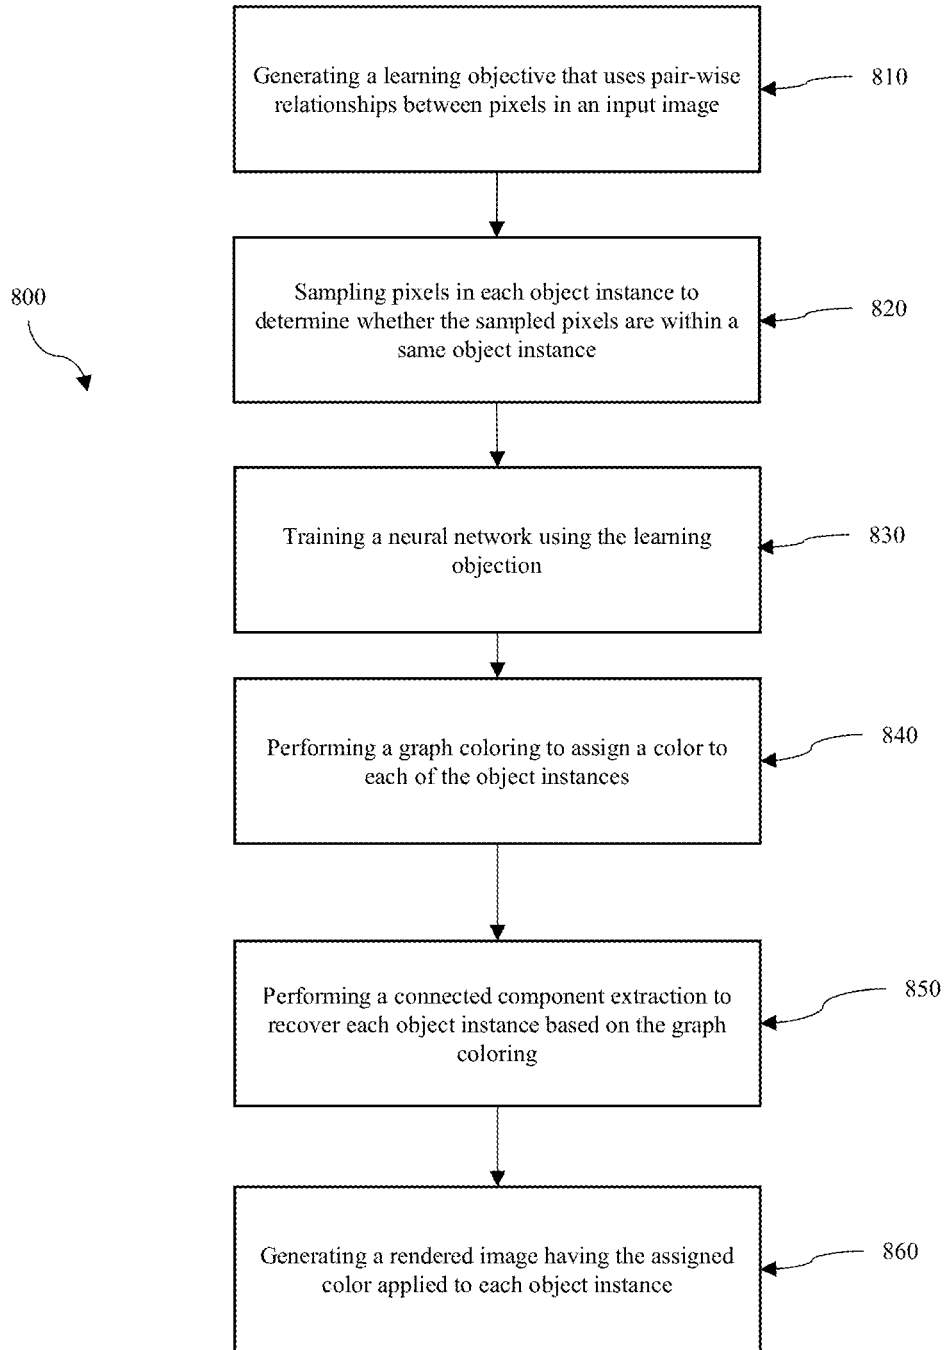 Generating a learning objective that uses pair-wise
relationships between pixels in an input image
810
800
Sampling pixels in each object instance to
determine whether the sampled pixels are within a
same object instance
820
Training a neural network using the learning
objection
830
Performing a graph coloring to assign a color to
each of the object instances
840
Performing a connected component extraction to
recover each object instance based on the graph
coloring
850
Generating a rendered image having the assigned
color applied to each object instance
860